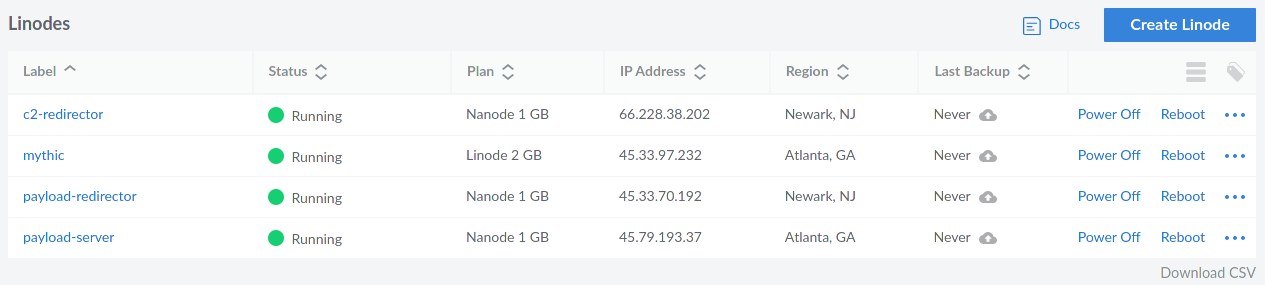 Linodes
Docs Create Linode
Label Status Plan IP Address Region Last Backup
c2-redirector Running Nanode 1 GB 66.228.38.202 Newark, NJ Never Power Off Reboot
mythic Running Linode 2 GB 45.33.97.232 Atlanta, GA Never Power Off Reboot
payload-redirector Running Nanode 1 GB 45.33.70.192 Newark, NJ Never Power Off Reboot
payload-server Running Nanode 1 GB 45.79.193.37 Atlanta, GA Never Power Off Reboot
Download CSV